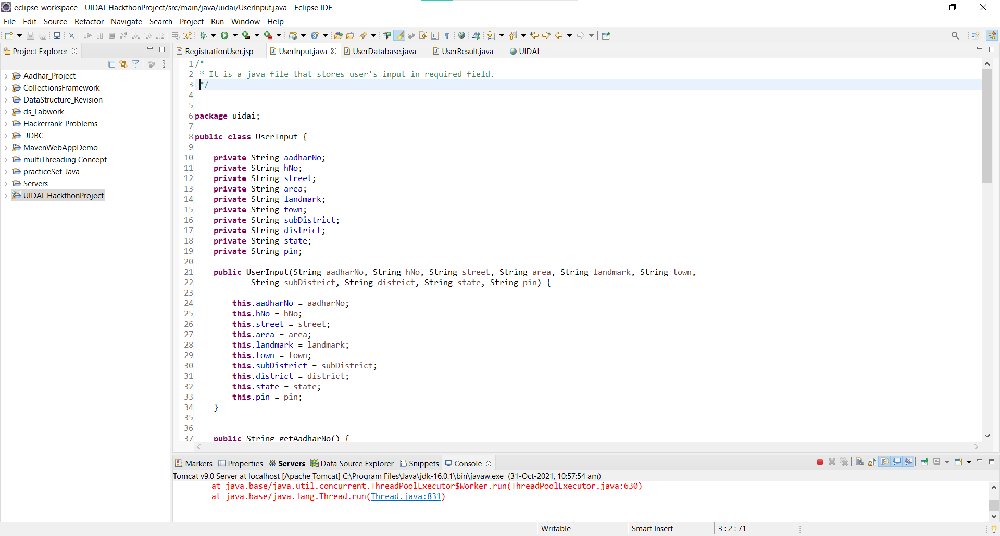 eclipse-workspace - UIDAI_HackthonProject/src/main/java/uidai/UserInput.java - Eclipse IDE
File Edit Source Refactor Navigate Search Project Run Window Help
Project Explorer
Aadhar_Project
CollectionsFramework
DataStructure_Revision
ds_Labwork
Hackerrank_Problems
JDBC
MavenWebAppDemo
multiThreading Concept
practiceSet_Java
Servers
UIDAI_HackthonProject
RegistrationUser.jsp UserInput.java UserDatabase.java UserResult.java UIDAI
1 /*
2 * It is a java file that stores user's input in required field.
3 */
4
5
6 package uidai;
7
8 public class UserInput {
9
10 private String aadharNo;
11 private String hNo;
12 private String street;
13 private String area;
14 private String landmark;
15 private String town;
16 private String subDistrict;
17 private String district;
18 private String state;
19 private String pin;
20
21 public UserInput(String aadharNo, String hNo, String street, String area, String landmark, String town,
22 String subDistrict, String district, String state, String pin) {
23
24 this.aadharNo = aadharNo;
25 this.hNo = hNo;
26 this.street = street;
27 this.area = area;
28 this.landmark = landmark;
29 this.town = town;
30 this.subDistrict = subDistrict;
31 this.district = district;
32 this.state = state;
33 this.pin = pin;
34 }
35
36
37 public String getAadharNo() {
Markers Properties Servers Data Source Explorer Snippets Console
Tomcat v9.0 Server at localhost [Apache Tomcat] C:\Program Files\Java\jdk-16.0.1\bin\javaw.exe (31-Oct-2021, 10:57:54 am)
at java.base/java.util.concurrent.ThreadPoolExecutor$Worker.run(ThreadPoolExecutor.java:630)
at java.base/java.lang.Thread.run(Thread.java:831)
Writable Smart Insert 3 : 2 : 71